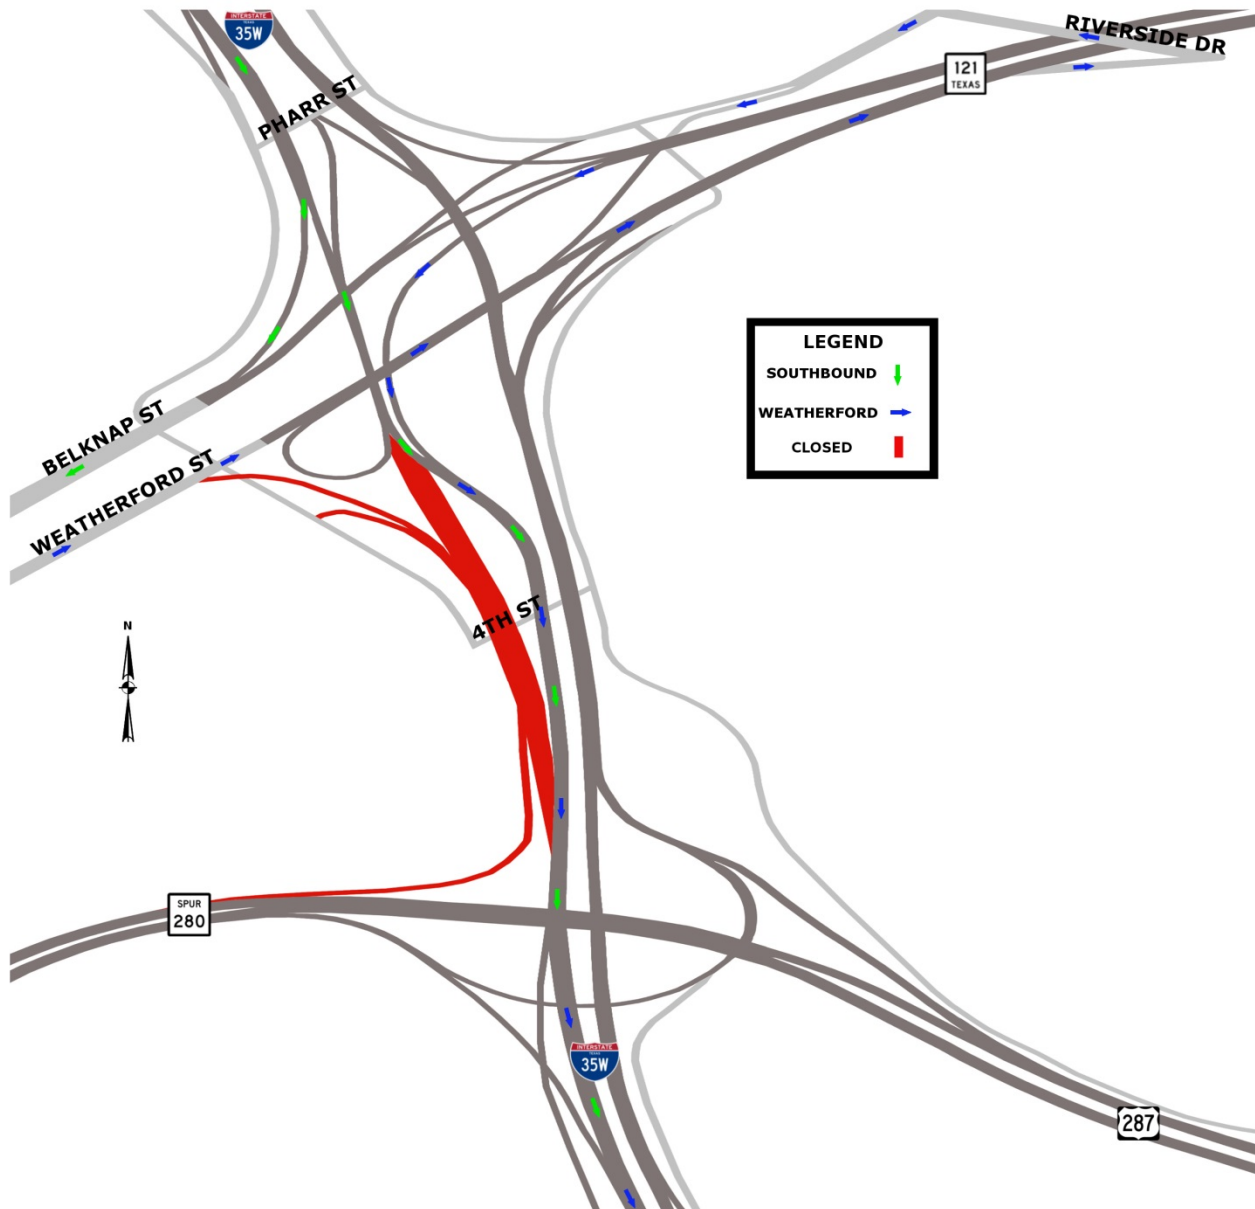 INTERSTATE
TEXAS
35W
RIVERSIDE DR
121
TEXAS
PHARR ST
LEGEND
SOUTHBOUND
WEATHERFORD
CLOSED
BELKNAP ST
WEATHERFORD ST
4TH ST
N
SPUR
280
INTERSTATE
TEXAS
35W
287